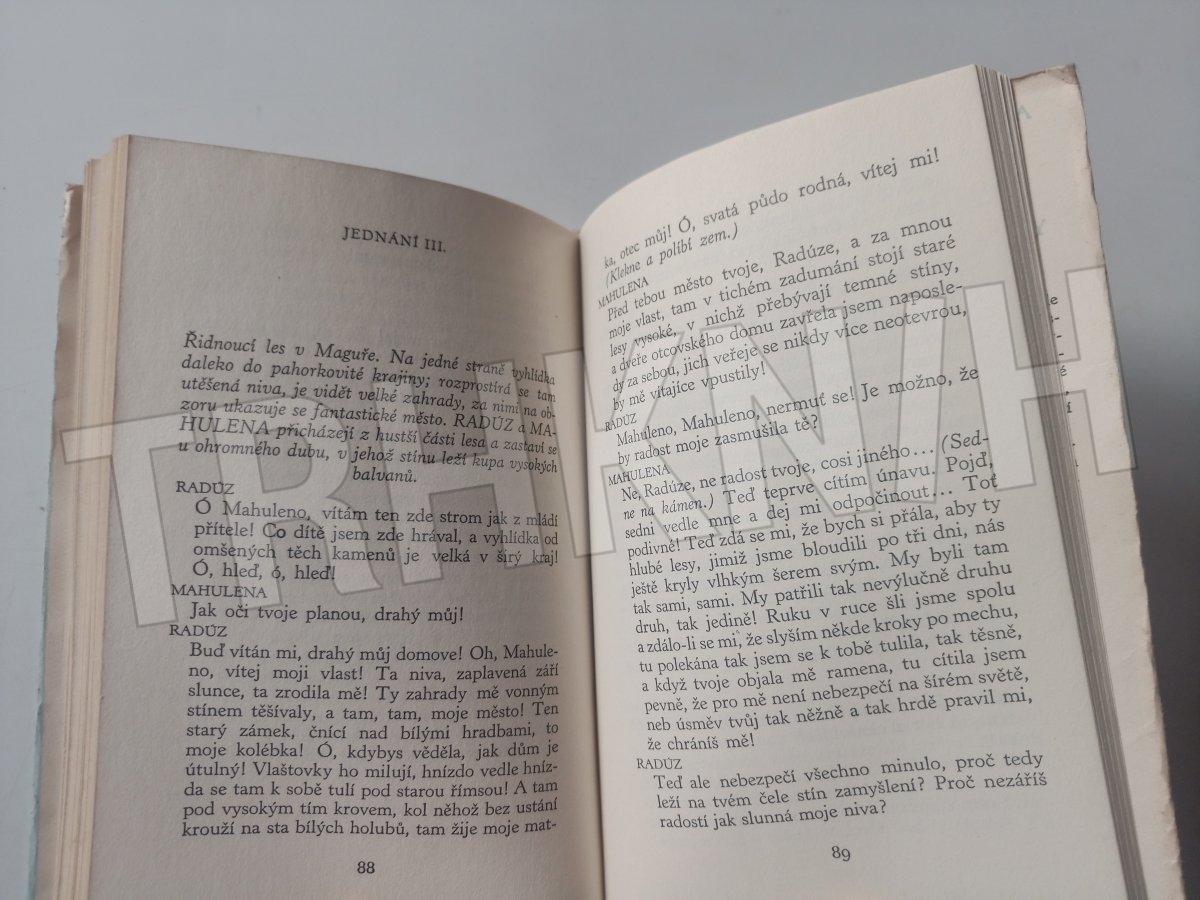 JEDNÁNÍ III.
Řidnoucí les v Maguře. Na jedné straně vyhlídka
daleko do pahorkovité krajiny; rozprostírá se tam
utěšená niva, je vidět velké zahrady, za nimi na ob-
zoru ukazuje se fantastické město. RADÚZ a MA-
HULENA přicházejí z hustší části lesa a zastaví se
u ohromného dubu, v jehož stínu leží kupa vysokých
balvanů.
RADÚZ
Ó Mahuleno, vítám ten zde strom jak z mládí
přítele! Co dítě jsem zde hrával, a vyhlídka od
omšených těch kamenů je velká v širý kraj!
Ó, hleď, ó, hleď!
MAHULENA
Jak oči tvoje planou, drahý můj!
RADÚZ
Buď vítán mi, drahý můj domove! Oh, Mahule-
no, vítej moji vlast! Ta niva, zaplavená září
slunce, ta zrodila mě! Ty zahrady mě vonným
stínem těšívaly, a tam, tam, moje město! Ten
starý zámek, čnící nad bílými hradbami, to
moje kolébka! Ó, kdybys věděla, jak dům je
útulný! Vlaštovky ho milují, hnízdo vedle hníz-
da se tam k sobě tulí pod starou římsou! A tam
pod vysokým tím krovem, kol něhož bez ustání
krouží na sta bílých holubů, tam žije moje mat-
88
ka, otec můj! Ó, svatá půdo rodná, vítej mi!
(Klekne a políbí zem.)
MAHULENA
Před tebou město tvoje, Radúze, a za mnou
moje vlast, tam v tichém zadumání stojí staré
lesy vysoké, v nichž přebývají temné stíny,
a dveře otcovského domu zavřela jsem naposle-
dy za sebou, jich veřeje se nikdy více neotevrou,
by mě vítajíce vpustily!
RADÚZ
Mahuleno, Mahuleno, nermuť se! Je možno, že
by radost moje zasmušila tě?
MAHULENA
Ne, Radúze, ne radost tvoje, cosi jiného... (Sed-
ne na kámen.) Teď teprve cítím únavu. Pojď,
sedni vedle mne a dej mi odpočinout... Toť
podivné! Teď zdá se mi, že bych si přála, aby ty
hlubé lesy, jimiž jsme bloudili po tři dni, nás
ještě kryly vlhkým šerem svým. My byli tam
tak sami, sami. My patřili tak nevýlučně druhu
druh, tak jedině! Ruku v ruce šli jsme spolu
a zdálo-li se mi, že slyším někde kroky po mechu,
tu polekána tak jsem se k tobě tulila, tak těsně,
a když tvoje objala mě ramena, tu cítila jsem
pevně, že pro mě není nebezpečí na šírém světě,
neb úsměv tvůj tak něžně a tak hrdě pravil mi,
že chráníš mě!
RADÚZ
Teď ale nebezpečí všechno minulo, proč tedy
leží na tvém čele stín zamyšlení? Proč nezáříš
radostí jak slunná moje niva?
89
TRHKNIH